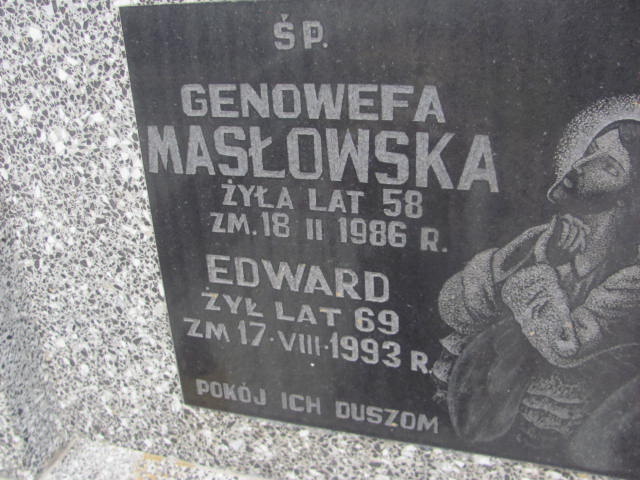 ŚP.
GENOWEFA
MASŁOWSKA
ŻYŁA LAT 58
ZM. 18 II 1986 R.
EDWARD
ŻYŁ LAT 69
ZM 17·VIII·1993 R.
POKÓJ ICH DUSZOM